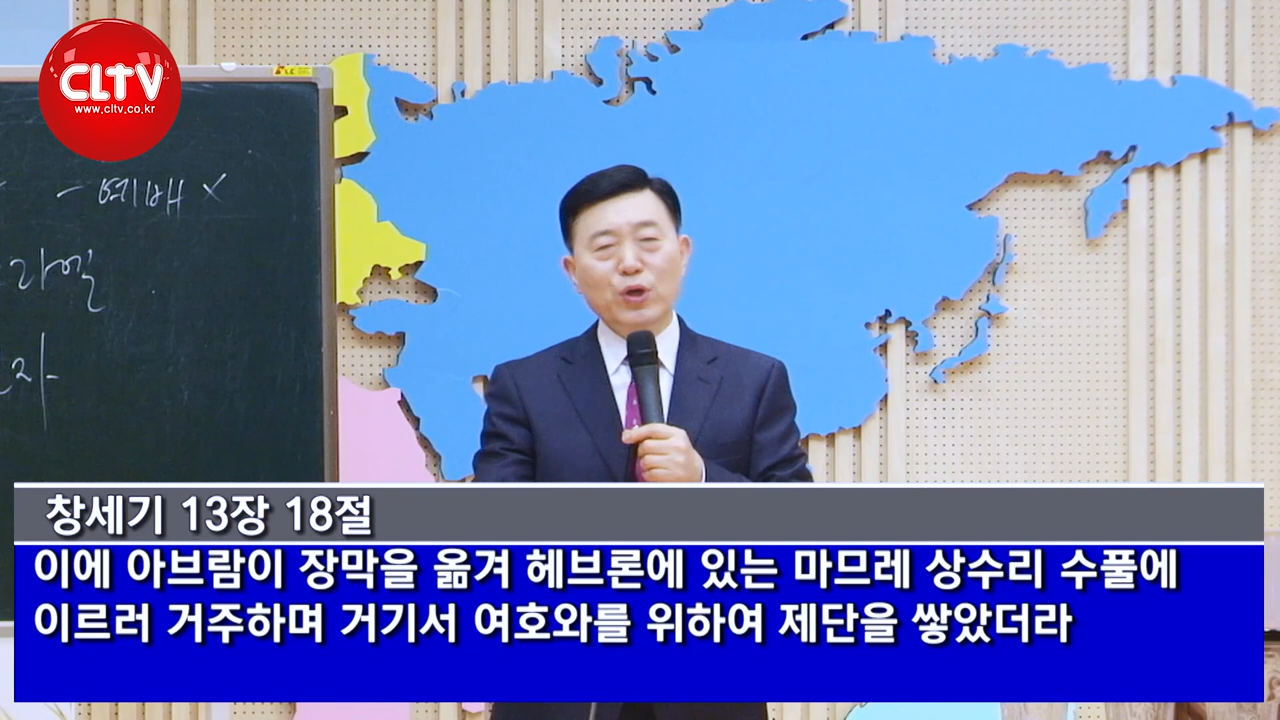 CLTV
www.cltv.co.kr
- 예배 X
창세기 13장 18절
이에 아브람이 장막을 옮겨 헤브론에 있는 마므레 상수리 수풀에
이르러 거주하며 거기서 여호와를 위하여 제단을 쌓았더라